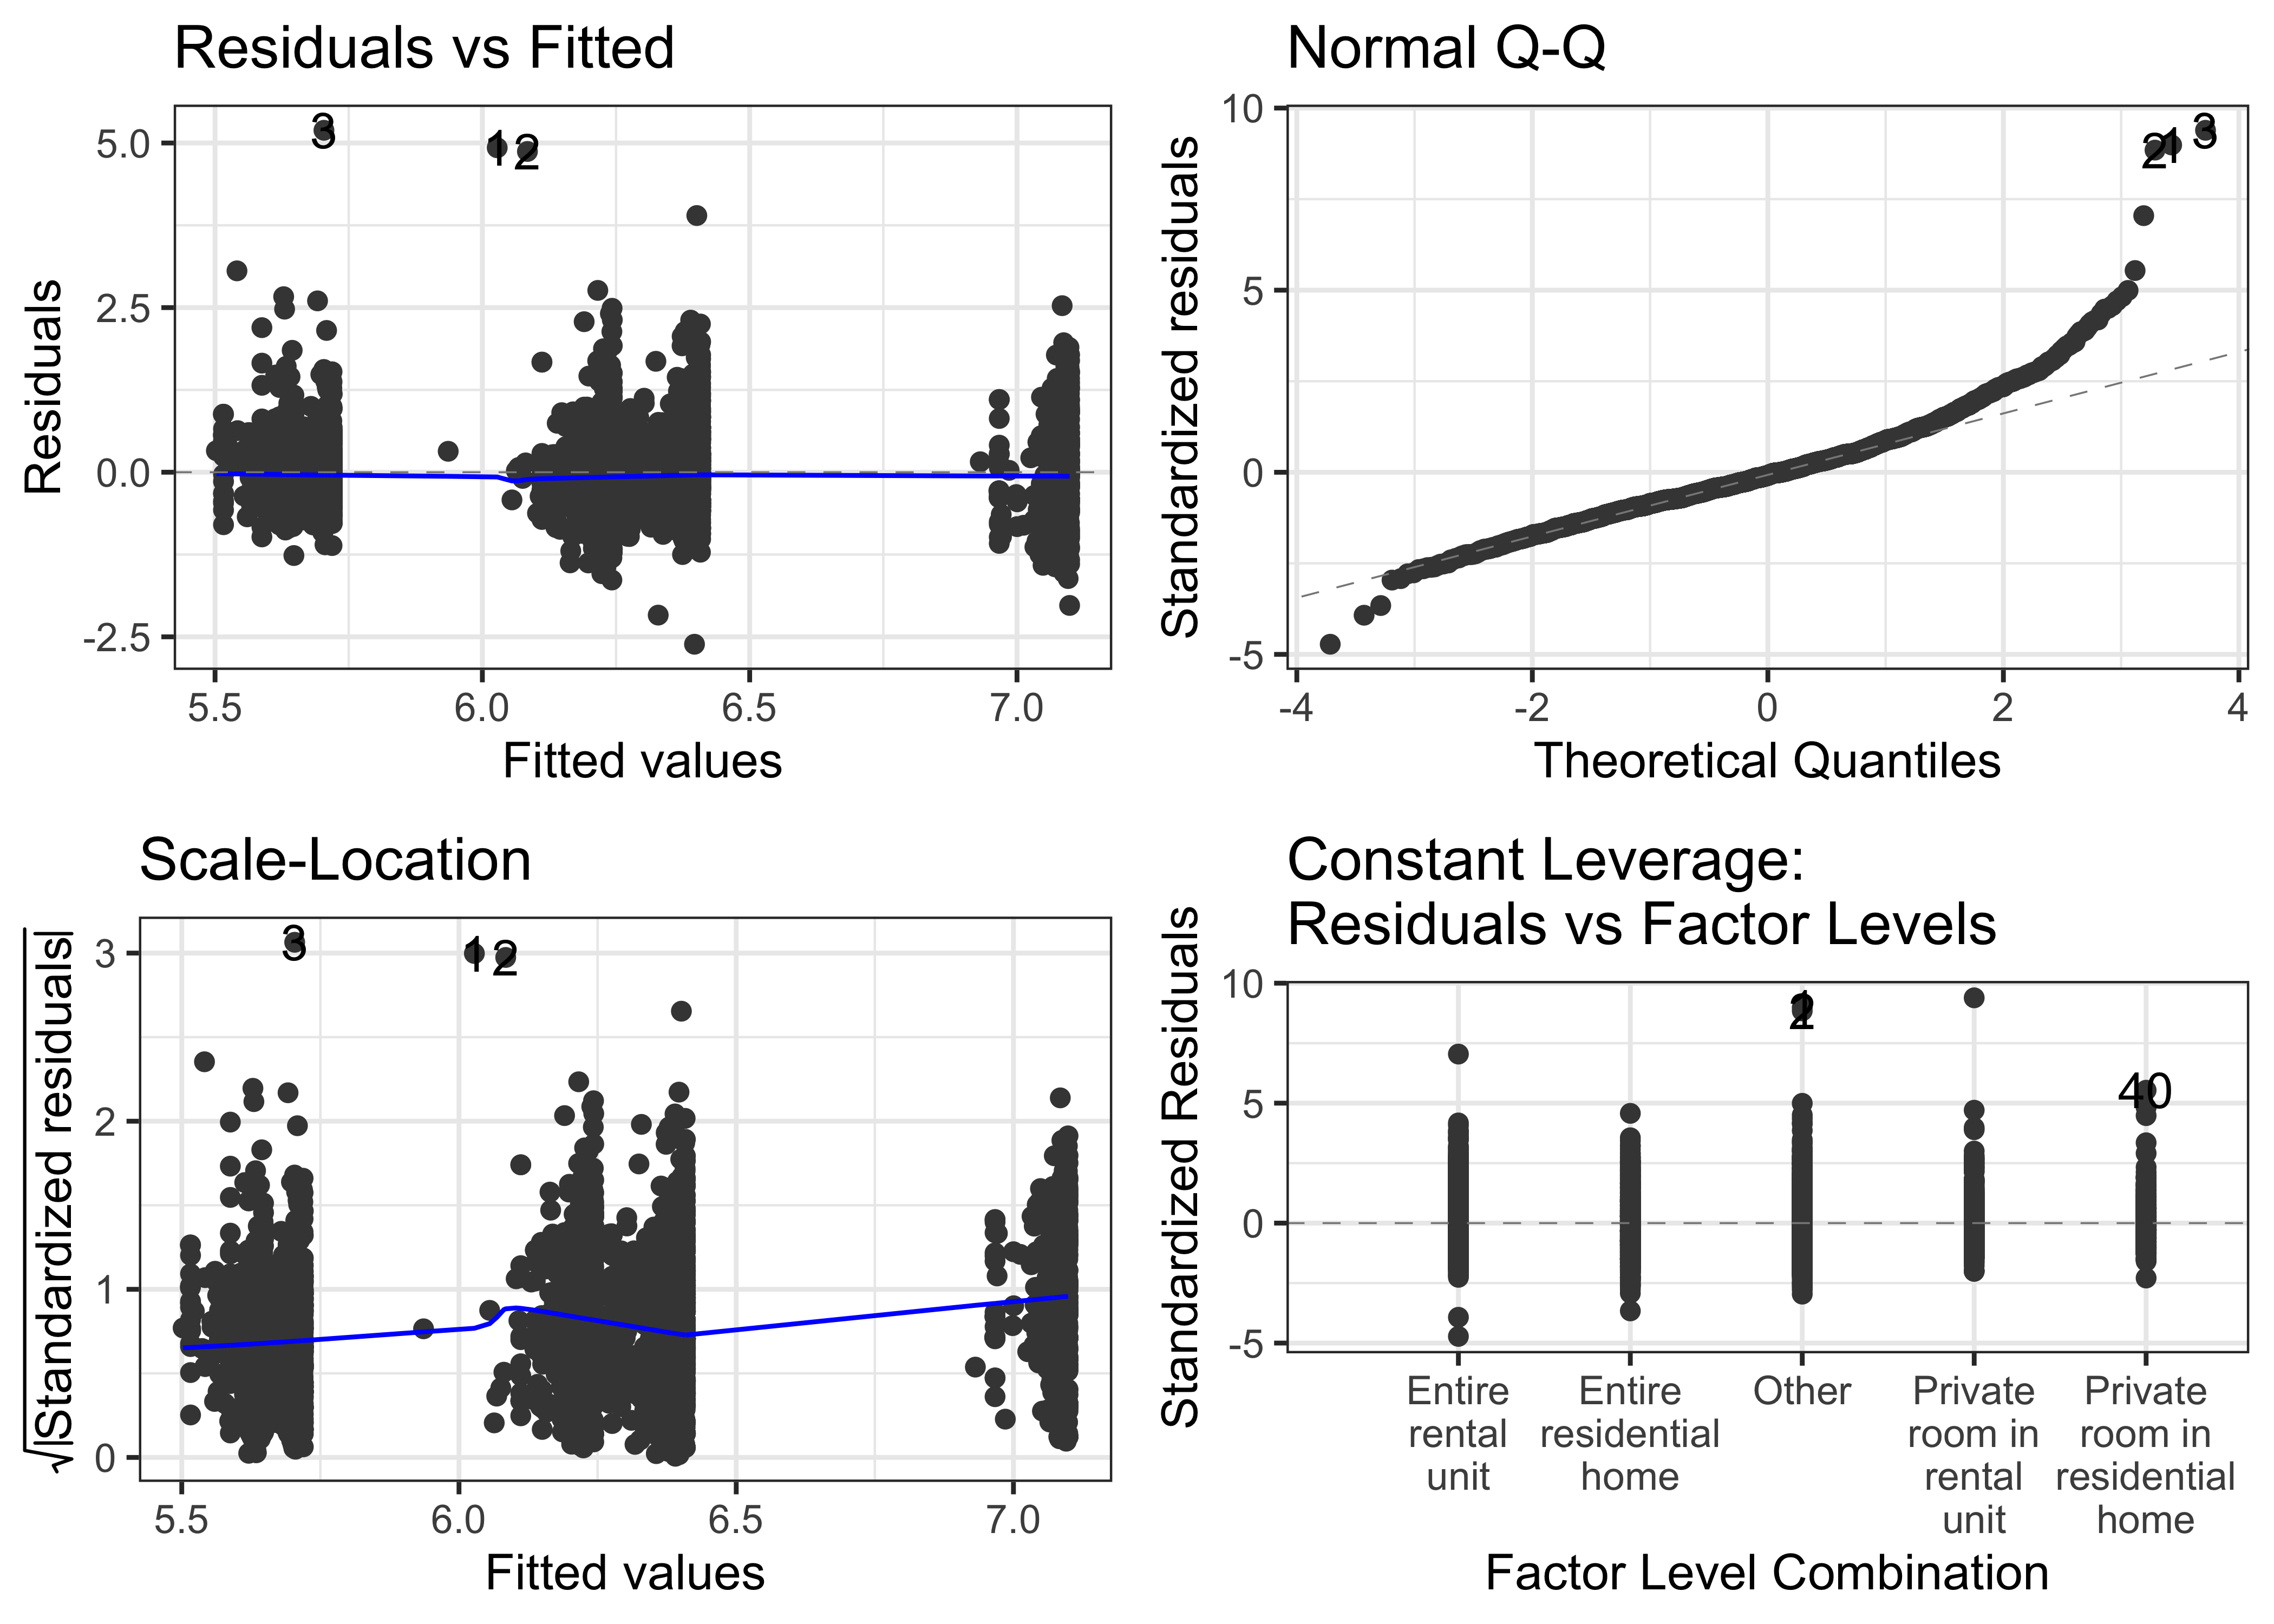 Residuals vs Fitted
Residuals
5.0
2.5
0.0
-2.5
3
1
2
5.5
6.0
6.5
7.0
Fitted values
Normal Q-Q
Standardized residuals
10
5
0
-5
2
1
3
-4
-2
0
2
4
Theoretical Quantiles
Scale-Location
√|Standardized residuals|
3
2
1
0
3
1
2
5.5
6.0
6.5
7.0
Fitted values
Constant Leverage:
Residuals vs Factor Levels
Standardized Residuals
10
5
0
-5
1
2
40
Entire
rental
unit
Entire
residential
home
Other
Private
room in
rental
unit
Private
room in
residential
home
Factor Level Combination